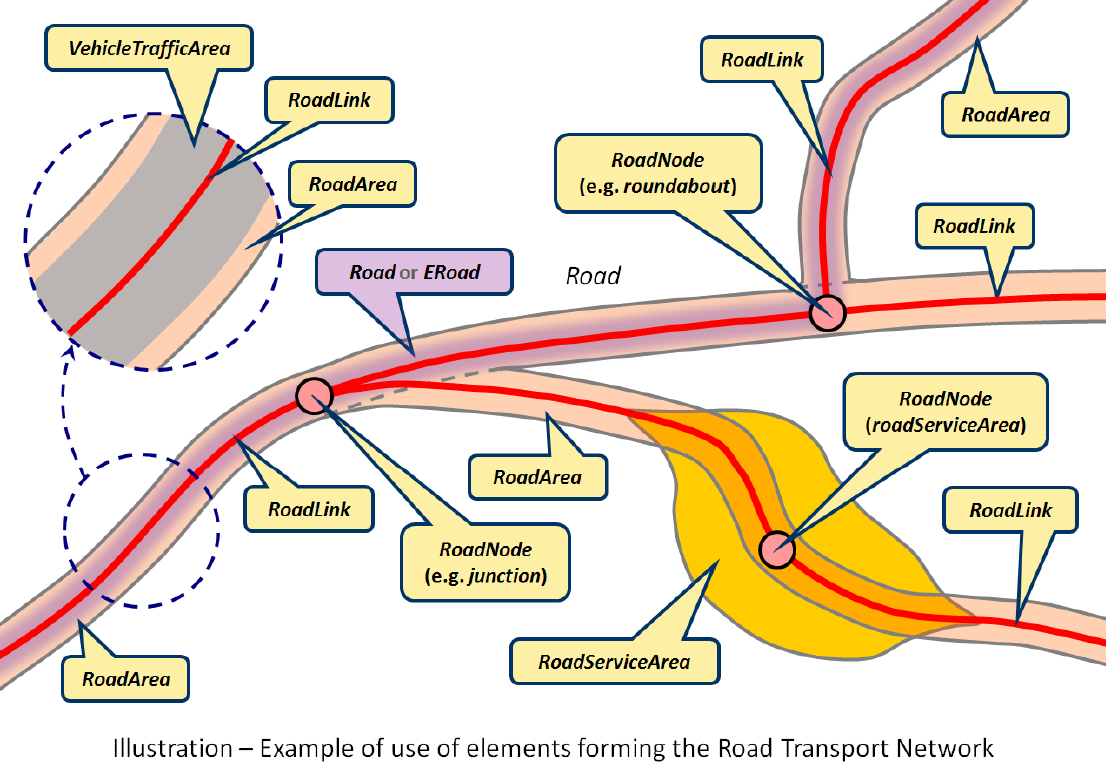 VehicleTrafficArea
RoadLink
RoadArea
RoadLink
RoadArea
RoadNode
(e.g. roundabout)
RoadLink
Road or ERoad
Road
RoadNode
(roadServiceArea)
RoadArea
RoadLink
RoadLink
RoadNode
(e.g. junction)
RoadServiceArea
RoadArea
Illustration – Example of use of elements forming the Road Transport Network